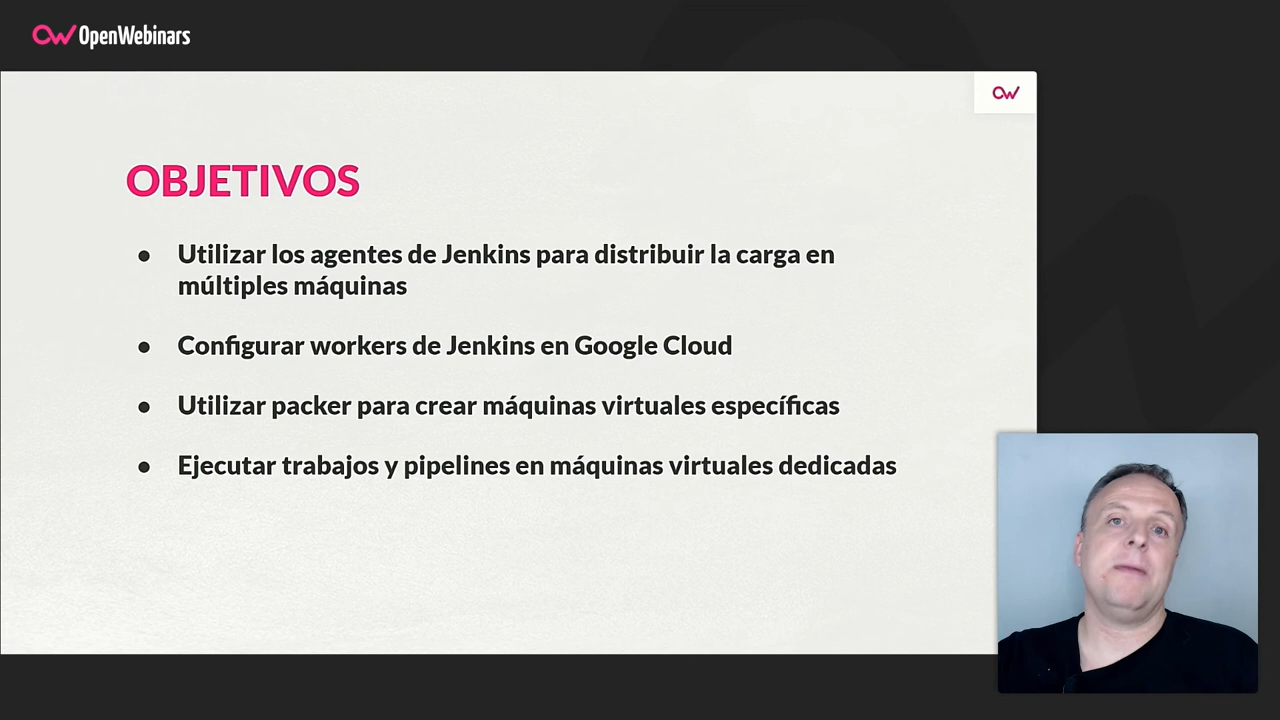 OpenWebinars
OBJETIVOS
● Utilizar los agentes de Jenkins para distribuir la carga en
múltiples máquinas
● Configurar workers de Jenkins en Google Cloud
● Utilizar packer para crear máquinas virtuales específicas
● Ejecutar trabajos y pipelines en máquinas virtuales dedicadas